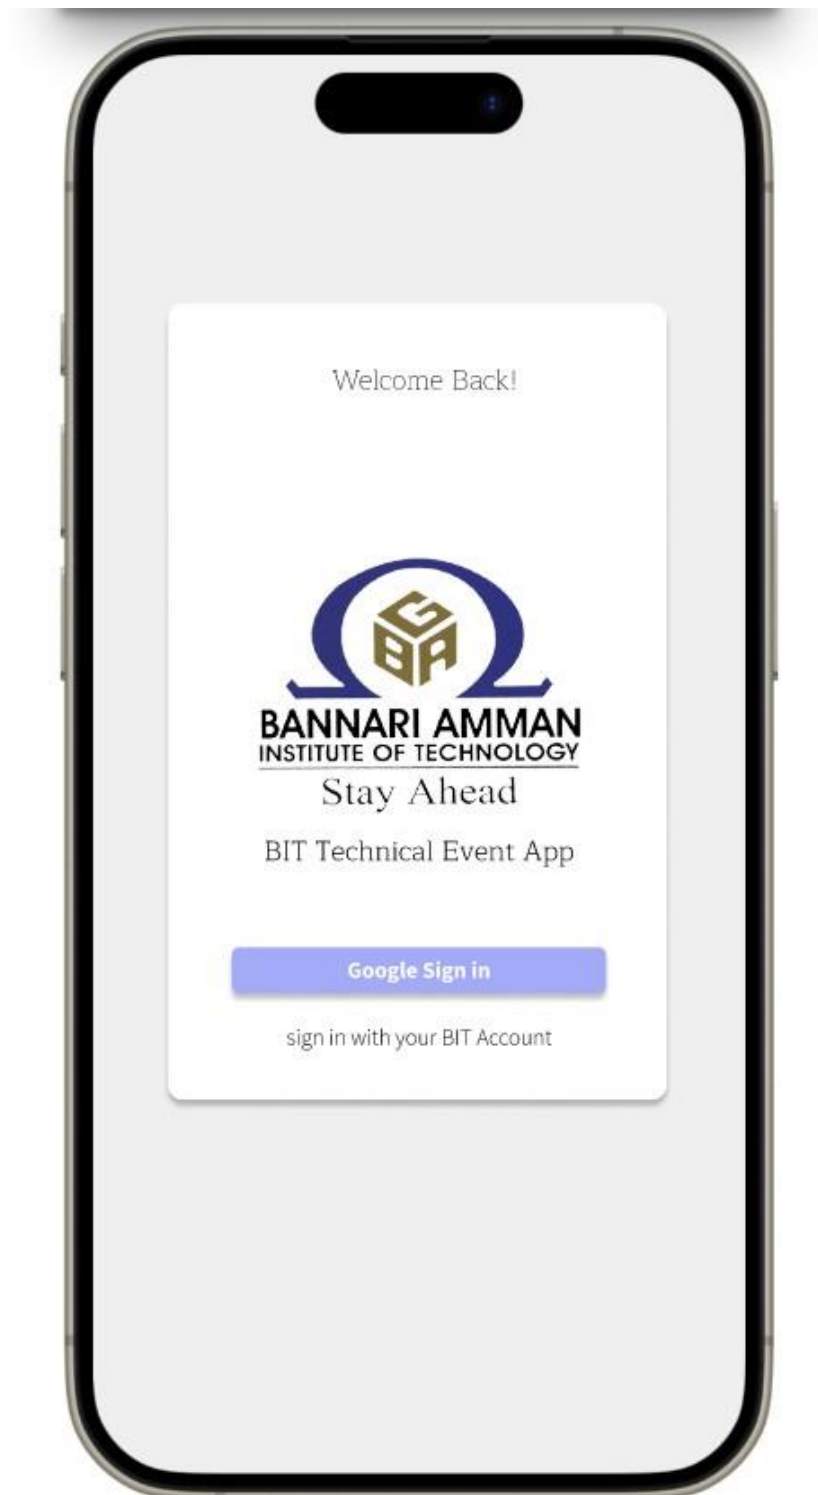 Welcome Back!
G
BA
BANNARI AMMAN
INSTITUTE OF TECHNOLOGY
Stay Ahead
BIT Technical Event App
Google Sign in
sign in with your BIT Account